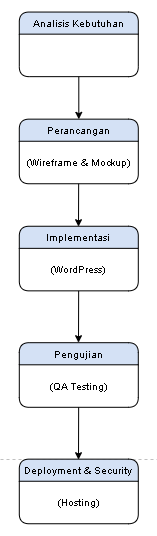 Analisis Kebutuhan
Perancangan
(Wireframe & Mockup)
Implementasi
(WordPress)
Pengujian
(QA Testing)
Deployment & Security
(Hosting)